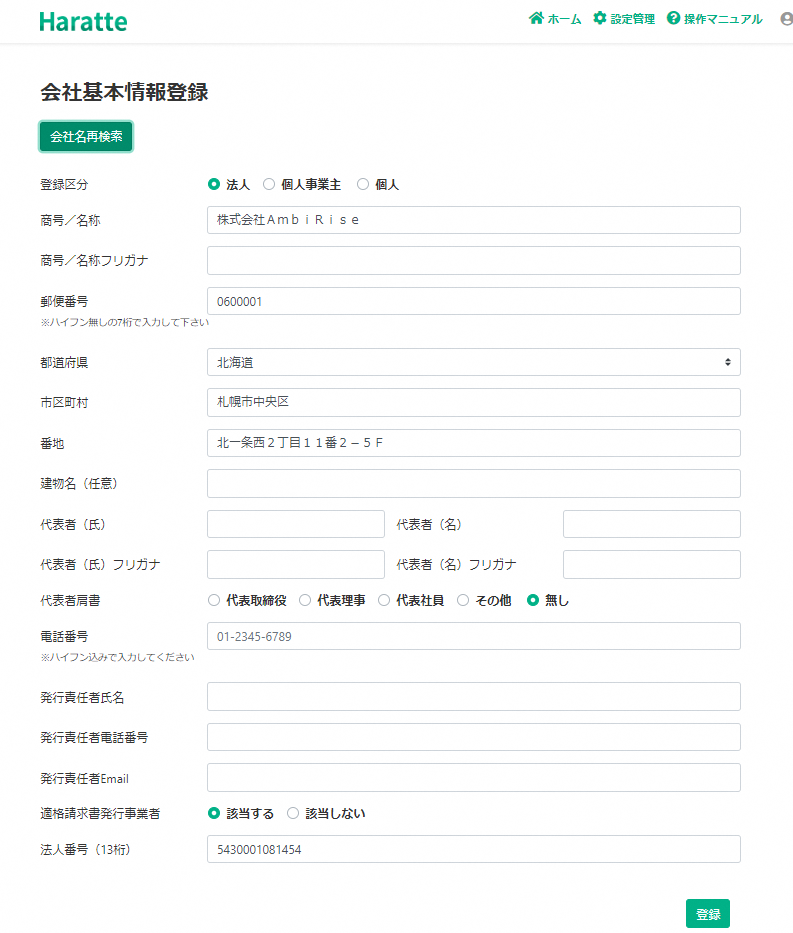 Haratte
ホーム 設定管理 操作マニュアル
会社基本情報登録
会社名再検索
登録区分 法人 個人事業主 個人
商号／名称 株式会社ＡｍｂｉＲｉｓｅ
商号／名称フリガナ
郵便番号 0600001
※ハイフン無しの7桁で入力して下さい
都道府県 北海道
市区町村 札幌市中央区
番地 北一条西２丁目１１番２－５Ｆ
建物名（任意）
代表者（氏） 代表者（名）
代表者（氏）フリガナ 代表者（名）フリガナ
代表者肩書 代表取締役 代表理事 代表社員 その他 無し
電話番号 01-2345-6789
※ハイフン込みで入力してください
発行責任者氏名
発行責任者電話番号
発行責任者Email
適格請求書発行事業者 該当する 該当しない
法人番号（13桁） 5430001081454
登録